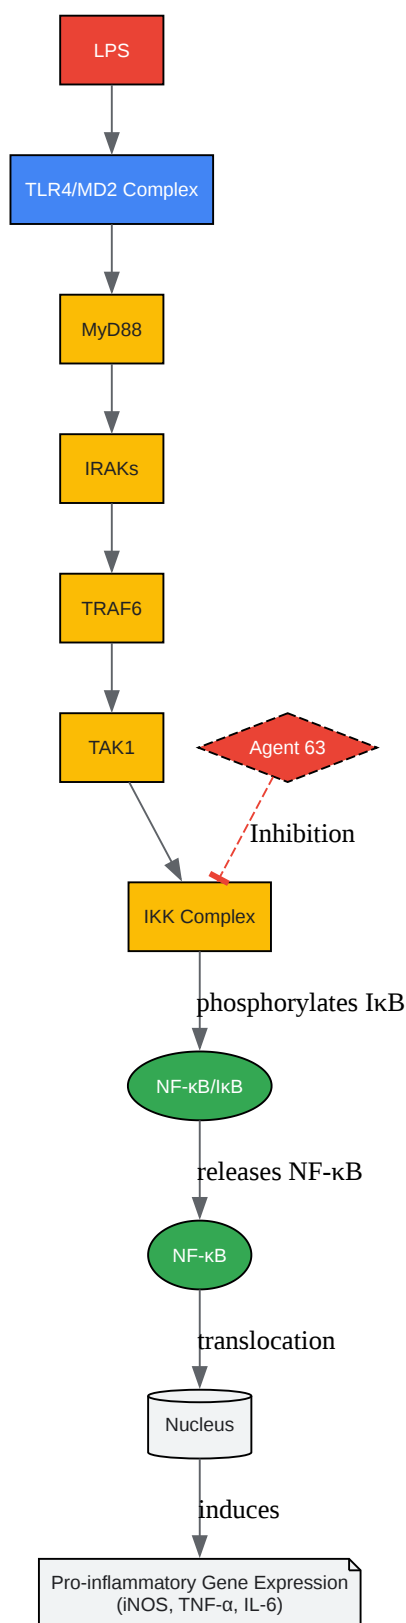 LPS
TLR4/MD2 Complex
MyD88
IRAKs
TRAF6
TAK1
Agent 63
Inhibition
IKK Complex
phosphorylates IκB
NF-κB/IκB
releases NF-κB
NF-κB
translocation
Nucleus
induces
Pro-inflammatory Gene Expression
(iNOS, TNF-α, IL-6)